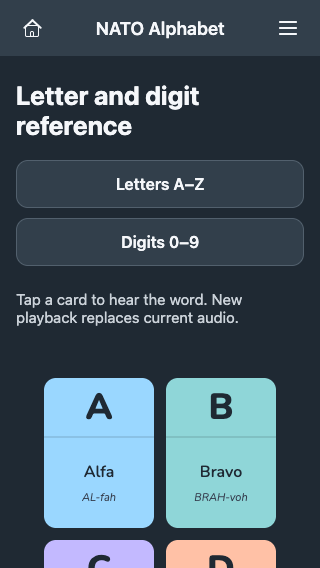 NATO Alphabet
Letter and digit
reference
Letters A–Z
Digits 0–9
Tap a card to hear the word. New
playback replaces current audio.
A
B
Alfa
Bravo
AL-fah
BRAH-voh
C
D